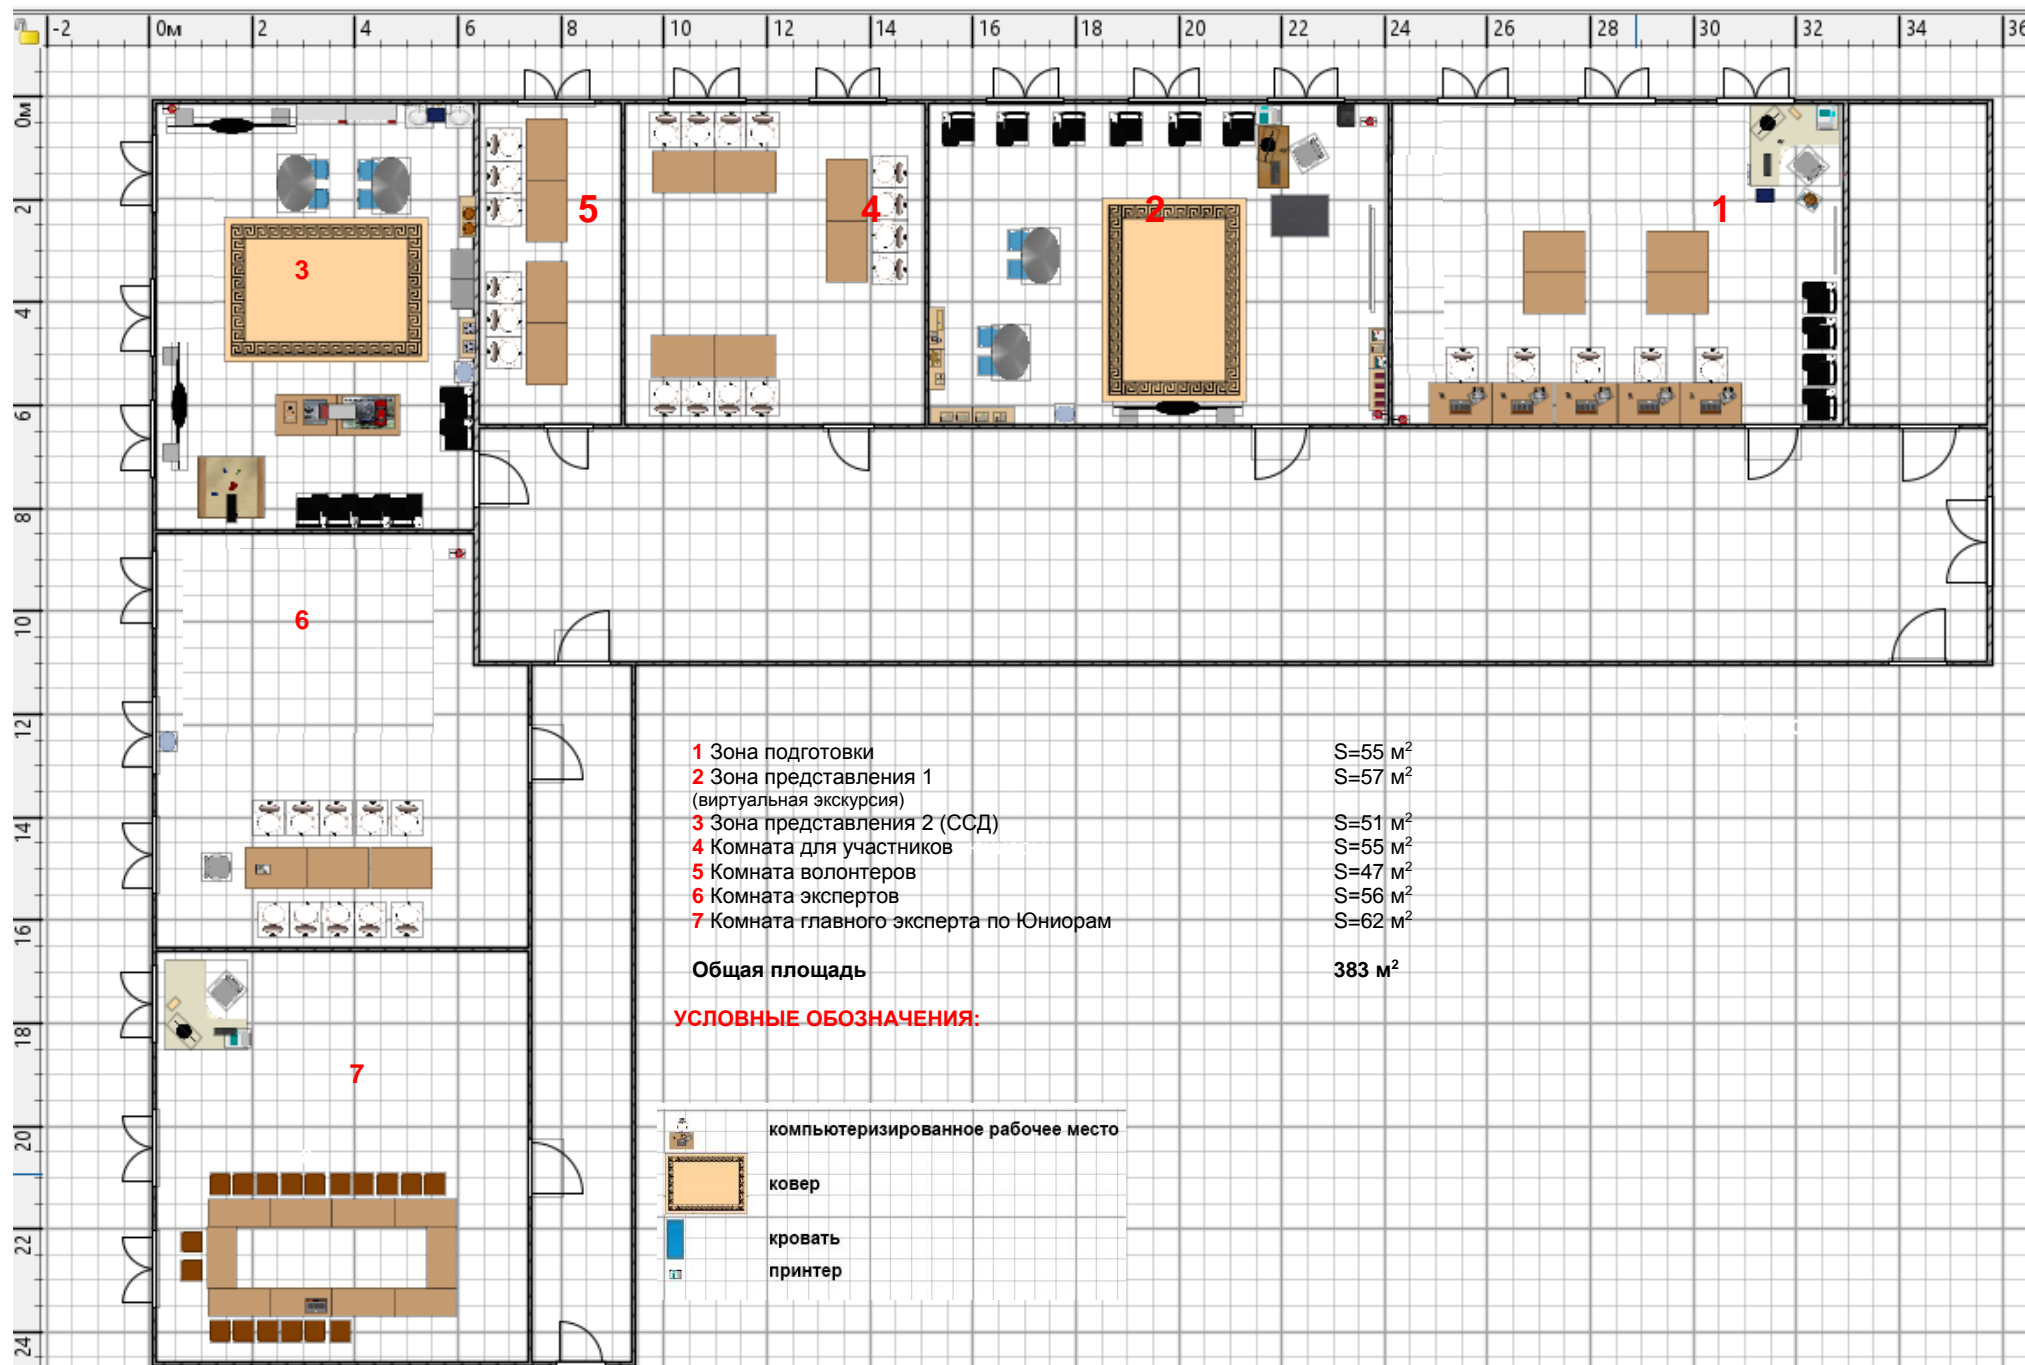 -2 0м 2 4 6 8 10 12 14 16 18 20 22 24 26 28 30 32 34 36
0м
2
4
6
8
10
12
14
16
18
20
22
24
5
4
2
1
3
6
7
1 Зона подготовки S=55 м²
2 Зона представления 1 S=57 м²
(виртуальная экскурсия)
3 Зона представления 2 (ССД) S=51 м²
4 Комната для участников S=55 м²
5 Комната волонтеров S=47 м²
6 Комната экспертов S=56 м²
7 Комната главного эксперта по Юниорам S=62 м²
Общая площадь 383 м²
УСЛОВНЫЕ ОБОЗНАЧЕНИЯ:
компьютеризированное рабочее место
ковер
кровать
принтер